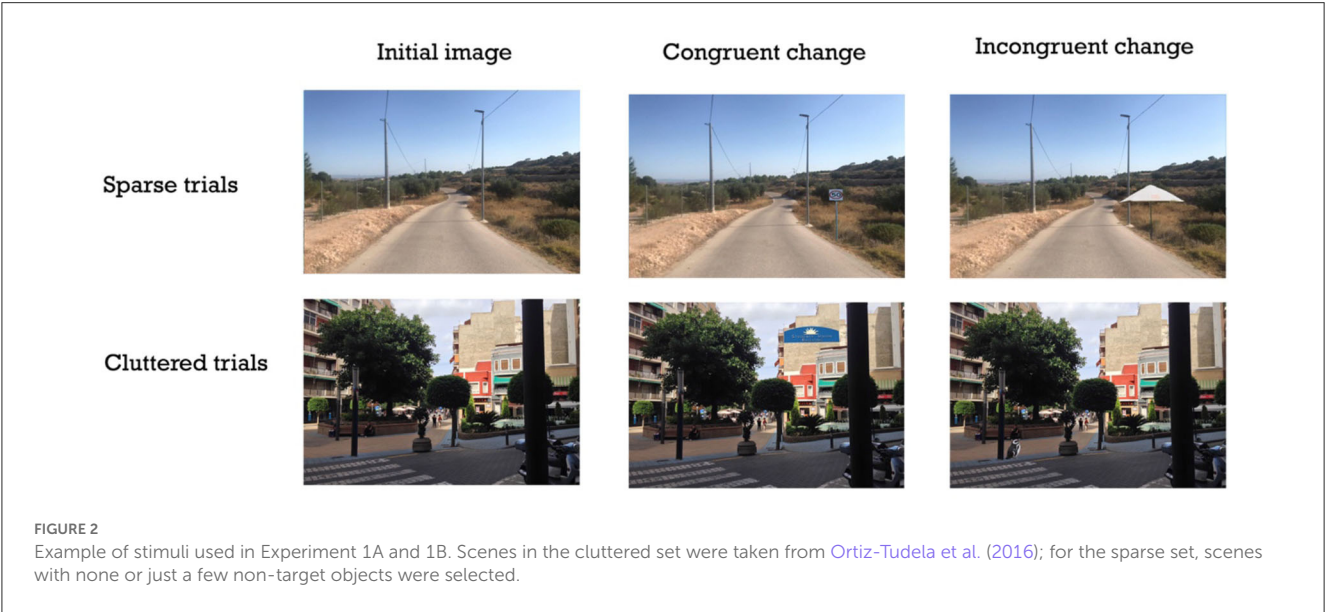 Initial image
Congruent change
Incongruent change
Sparse trials
Cluttered trials
FIGURE 2
Example of stimuli used in Experiment 1A and 1B. Scenes in the cluttered set were taken from Ortiz-Tudela et al. (2016); for the sparse set, scenes
with none or just a few non-target objects were selected.